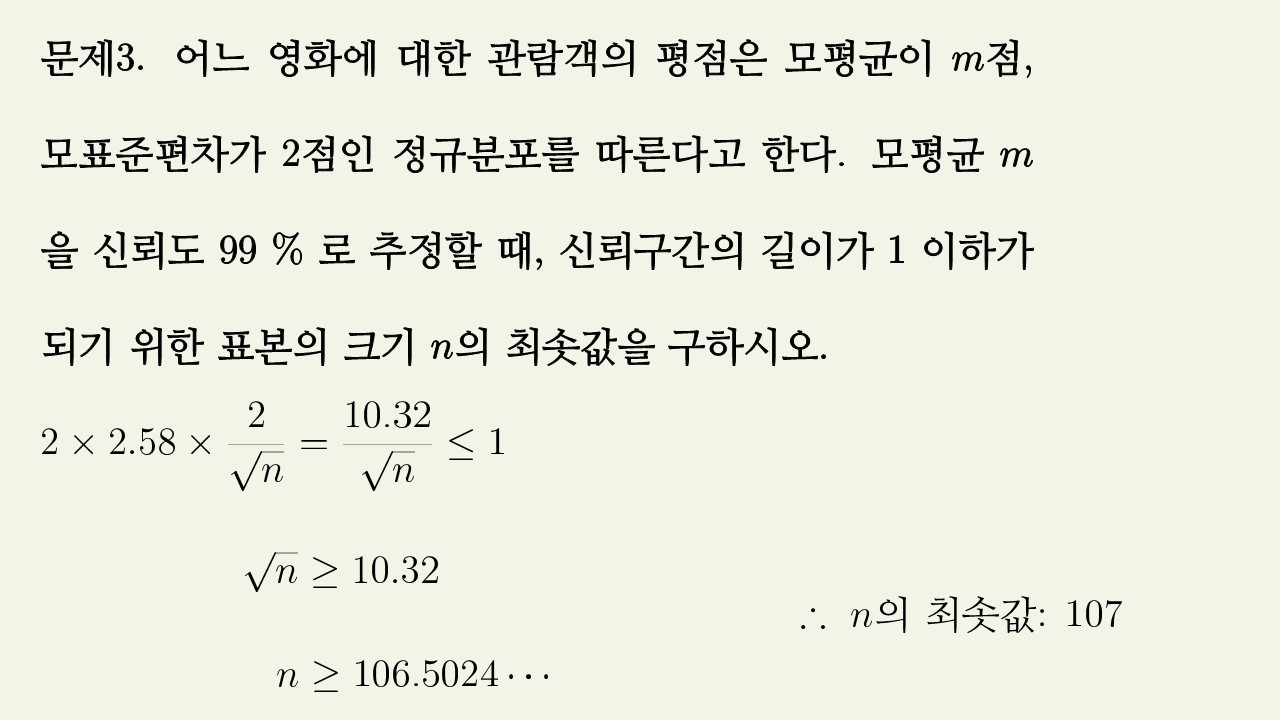 문제3. 어느 영화에 대한 관람객의 평점은 모평균이 m점,
모표준편차가 2점인 정규분포를 따른다고 한다. 모평균 m
을 신뢰도 99 % 로 추정할 때, 신뢰구간의 길이가 1 이하가
되기 위한 표본의 크기 n의 최솟값을 구하시오.
2 × 2.58 × 2/√n = 10.32/√n ≤ 1
√n ≥ 10.32
n ≥ 106.5024···
∴ n의 최솟값: 107